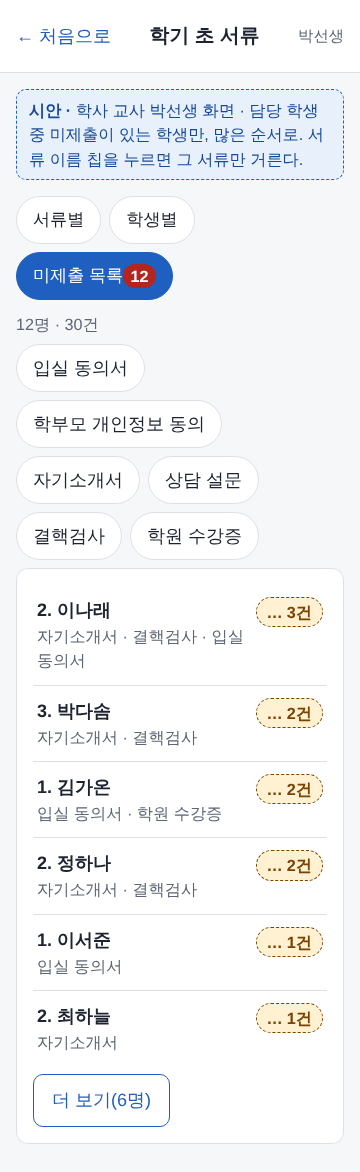 ← 처음으로 학기 초 서류 박선생
시안 · 학사 교사 박선생 화면 · 담당 학생
중 미제출이 있는 학생만, 많은 순서로. 서
류 이름 칩을 누르면 그 서류만 거른다.
서류별 학생별
미제출 목록 12
12명 · 30건
입실 동의서
학부모 개인정보 동의
자기소개서 상담 설문
결핵검사 학원 수강증
2. 이나래 … 3건
자기소개서 · 결핵검사 · 입실
동의서
3. 박다솜 … 2건
자기소개서 · 결핵검사
1. 김가온 … 2건
입실 동의서 · 학원 수강증
2. 정하나 … 2건
자기소개서 · 결핵검사
1. 이서준 … 1건
입실 동의서
2. 최하늘 … 1건
자기소개서
더 보기(6명)